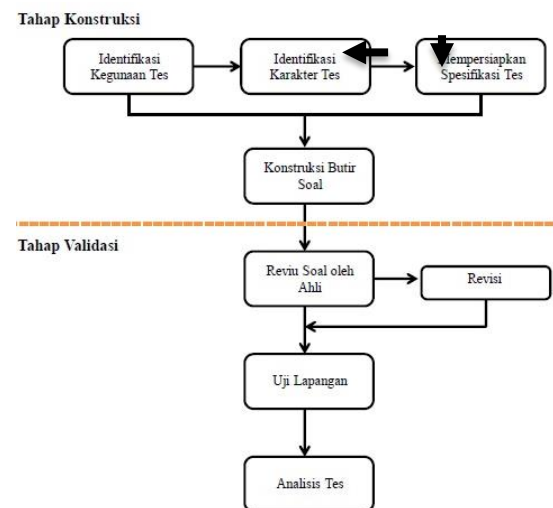 Tahap Konstruksi
Identifikasi
Kegunaan Tes
Identifikasi
Karakter Tes
Mempersiapkan
Spesifikasi Tes
Konstruksi Butir
Soal
Tahap Validasi
Reviu Soal oleh
Ahli
Revisi
Uji Lapangan
Analisis Tes